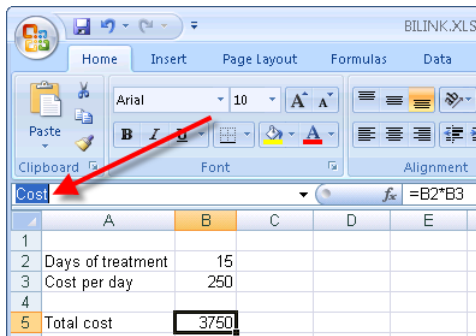 BILINK.XLS
Home Insert Page Layout Formulas Data
Arial 10 A A
Paste B I U A
Clipboard Font Alignment
Cost fx =B2*B3
A B C D E
1
2 Days of treatment 15
3 Cost per day 250
4
5 Total cost 3750